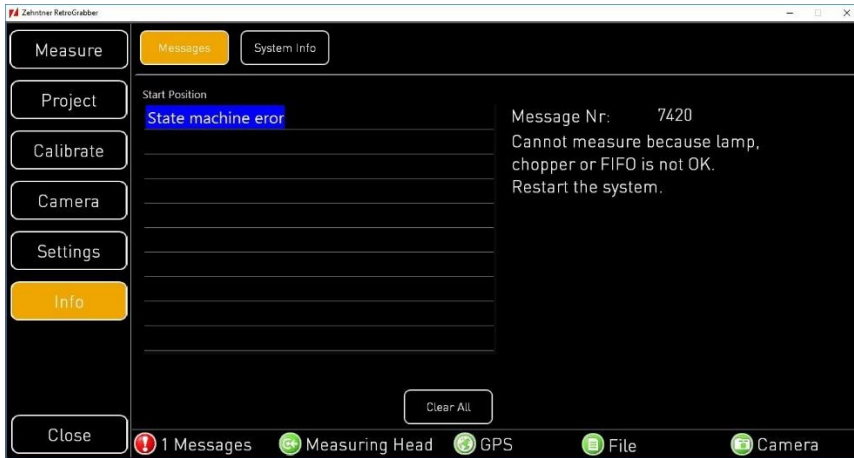 Zehntner RetroGrabber
Measure
Messages
System Info
Project
Start Position
State machine eror
Message Nr: 7420
Cannot measure because lamp,
chopper or FIFO is not OK.
Restart the system.
Calibrate
Camera
Settings
Info
Clear All
Close
1 Messages
Measuring Head
GPS
File
Camera